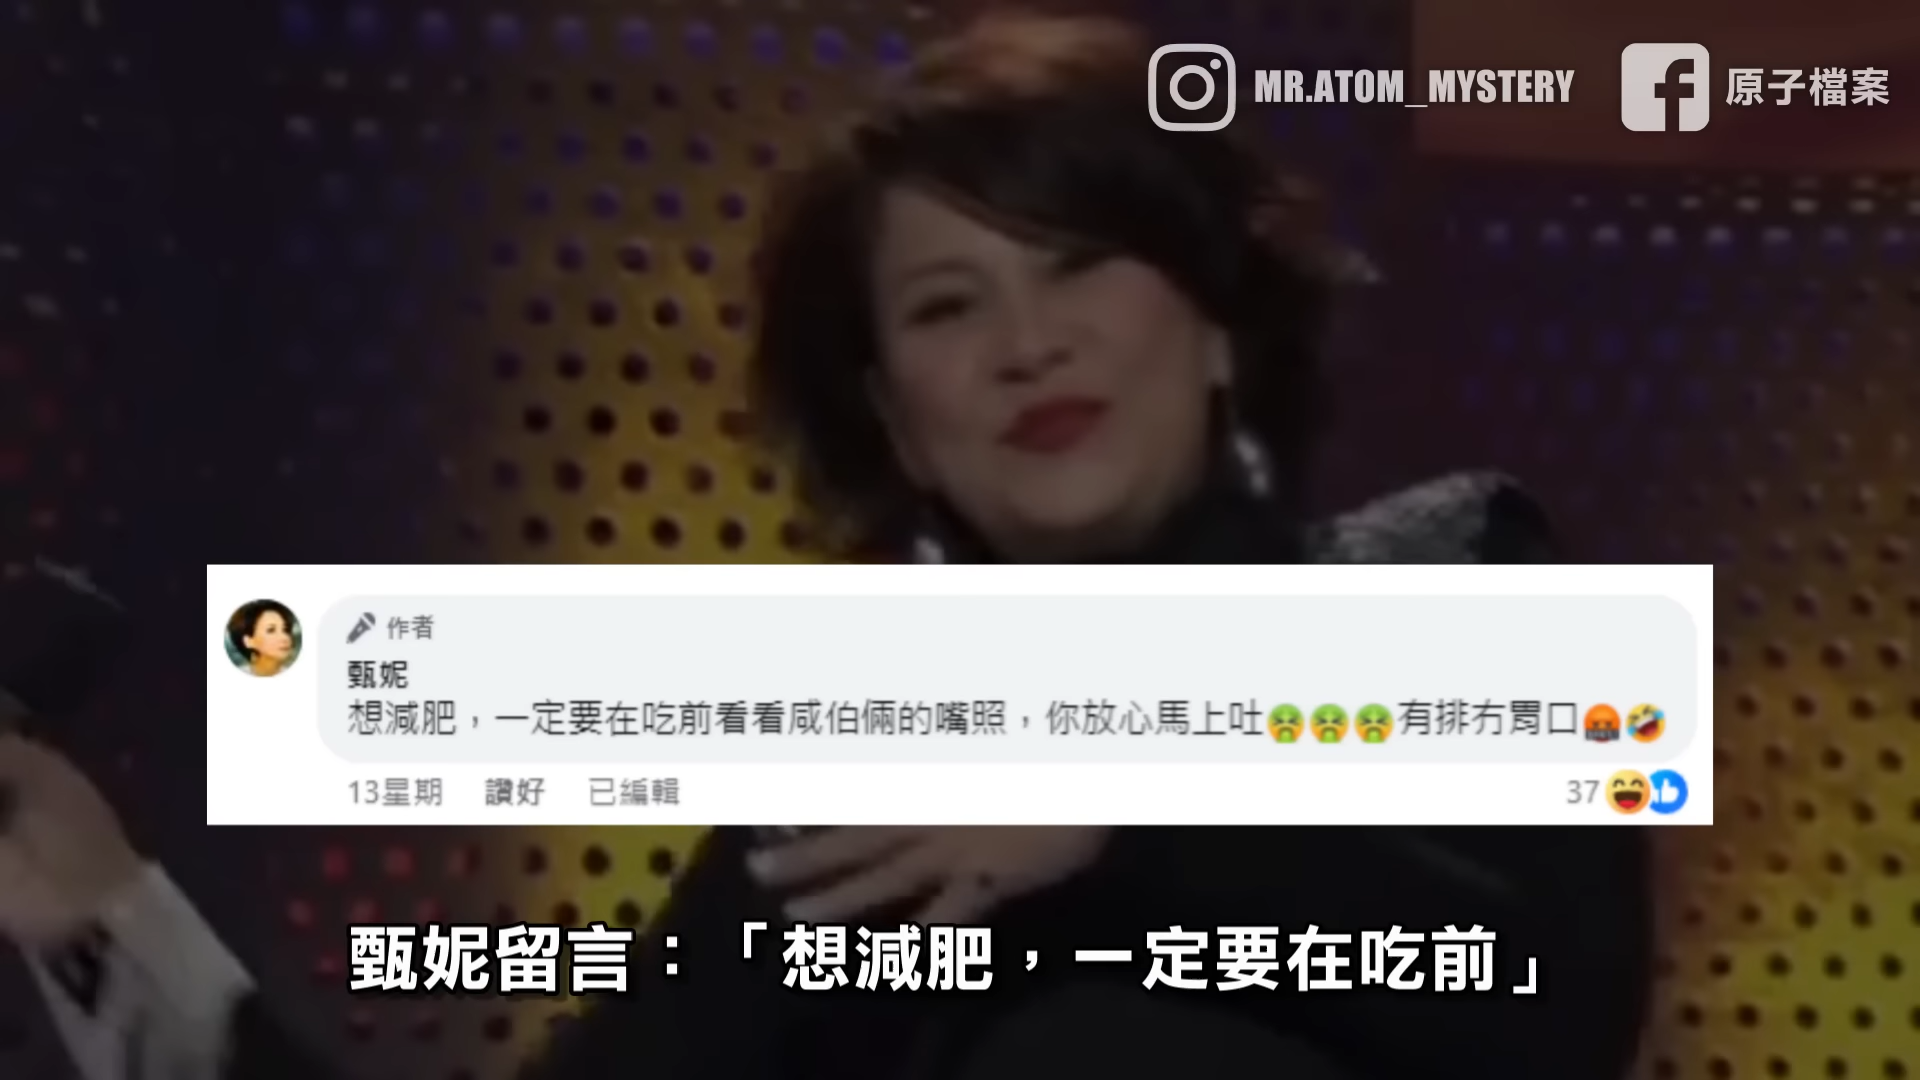 MR.ATOM_MYSTERY
原子檔案
作者
甄妮
想減肥，一定要在吃前看看咸伯倆的嘴照，你放心馬上吐🤮🤮🤮有排冇胃口🤬🤣
13星期 讚好 已編輯
37
甄妮留言：「想減肥，一定要在吃前」